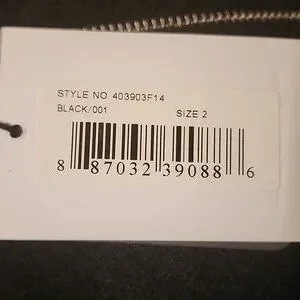 STYLE NO 403903F14
BLACK/001 SIZE 2
8 87032 39088 6